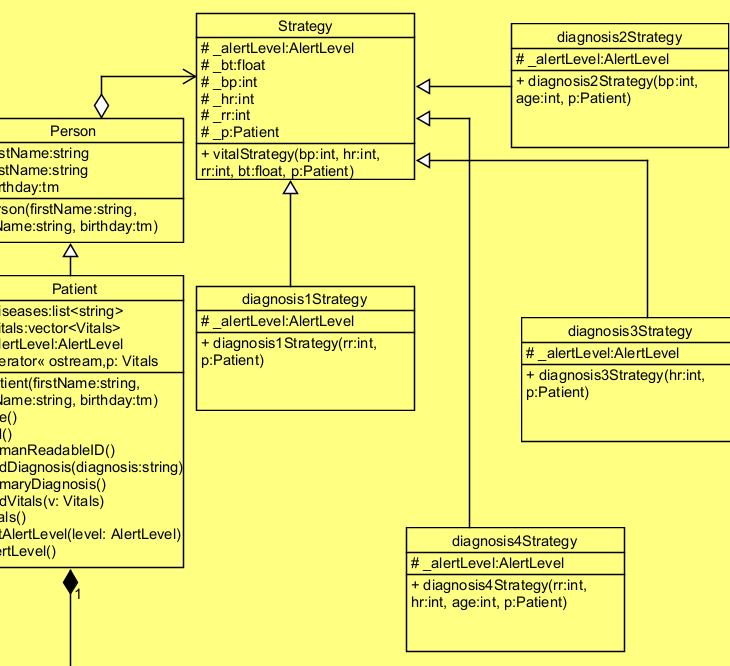 Strategy
# _alertLevel:AlertLevel
# _bt:float
# _bp:int
# _hr:int
# _rr:int
# _p:Patient
+ vitalStrategy(bp:int, hr:int,
rr:int, bt:float, p:Patient)
diagnosis2Strategy
# _alertLevel:AlertLevel
+ diagnosis2Strategy(bp:int,
age:int, p:Patient)
Person
stName:string
stName:string
rthday:tm
rson(firstName:string,
Name:string, birthday:tm)
Patient
iseases:list<string>
itals:vector<Vitals>
lertLevel:AlertLevel
erator« ostream,p: Vitals
tient(firstName:string,
Name:string, birthday:tm)
e()
l()
manReadableID()
dDiagnosis(diagnosis:string)
maryDiagnosis()
dVitals(v: Vitals)
als()
tAlertLevel(level: AlertLevel)
ertLevel()
1
diagnosis1Strategy
# _alertLevel:AlertLevel
+ diagnosis1Strategy(rr:int,
p:Patient)
diagnosis3Strategy
# _alertLevel:AlertLevel
+ diagnosis3Strategy(hr:int,
p:Patient)
diagnosis4Strategy
# _alertLevel:AlertLevel
+ diagnosis4Strategy(rr:int,
hr:int, age:int, p:Patient)